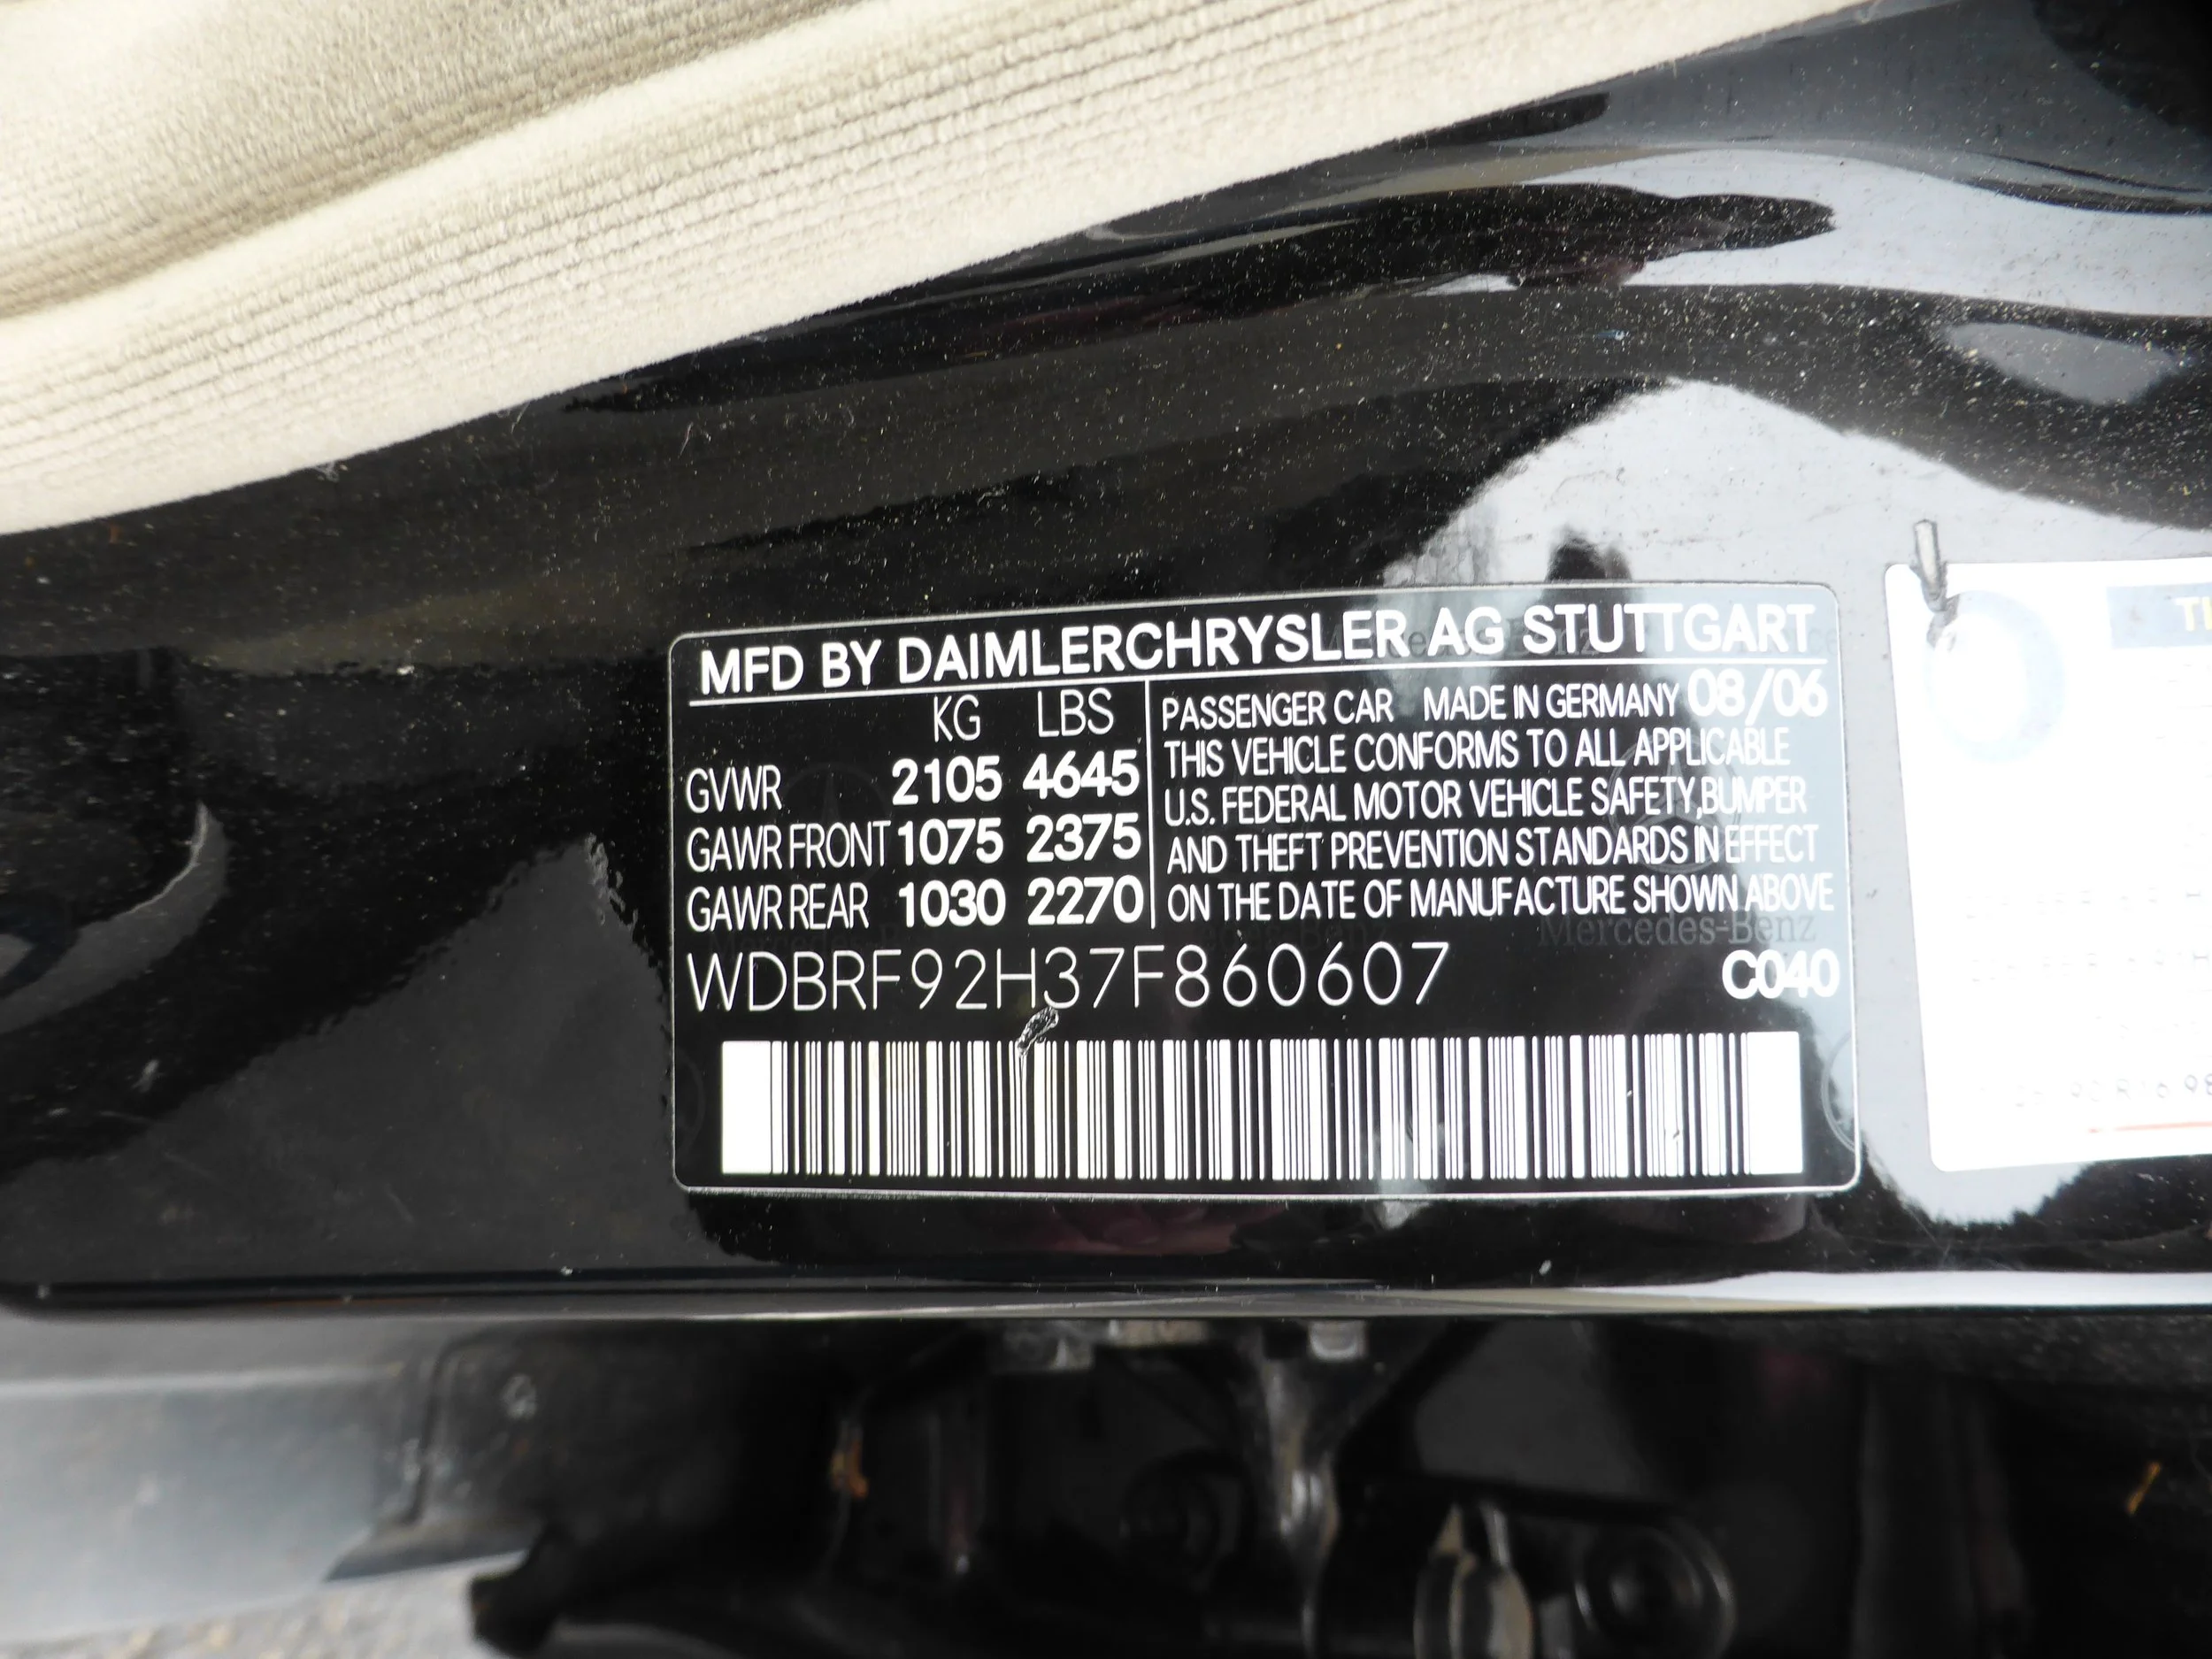 MFD BY DAIMLERCHRYSLER AG STUTTGART
KG LBS
GVWR 2105 4645
GAWR FRONT 1075 2375
GAWR REAR 1030 2270
PASSENGER CAR MADE IN GERMANY 08/06
THIS VEHICLE CONFORMS TO ALL APPLICABLE
U.S. FEDERAL MOTOR VEHICLE SAFETY,BUMPER
AND THEFT PREVENTION STANDARDS IN EFFECT
ON THE DATE OF MANUFACTURE SHOWN ABOVE
Mercedes-Benz
WDBRF92H37F860607 C040